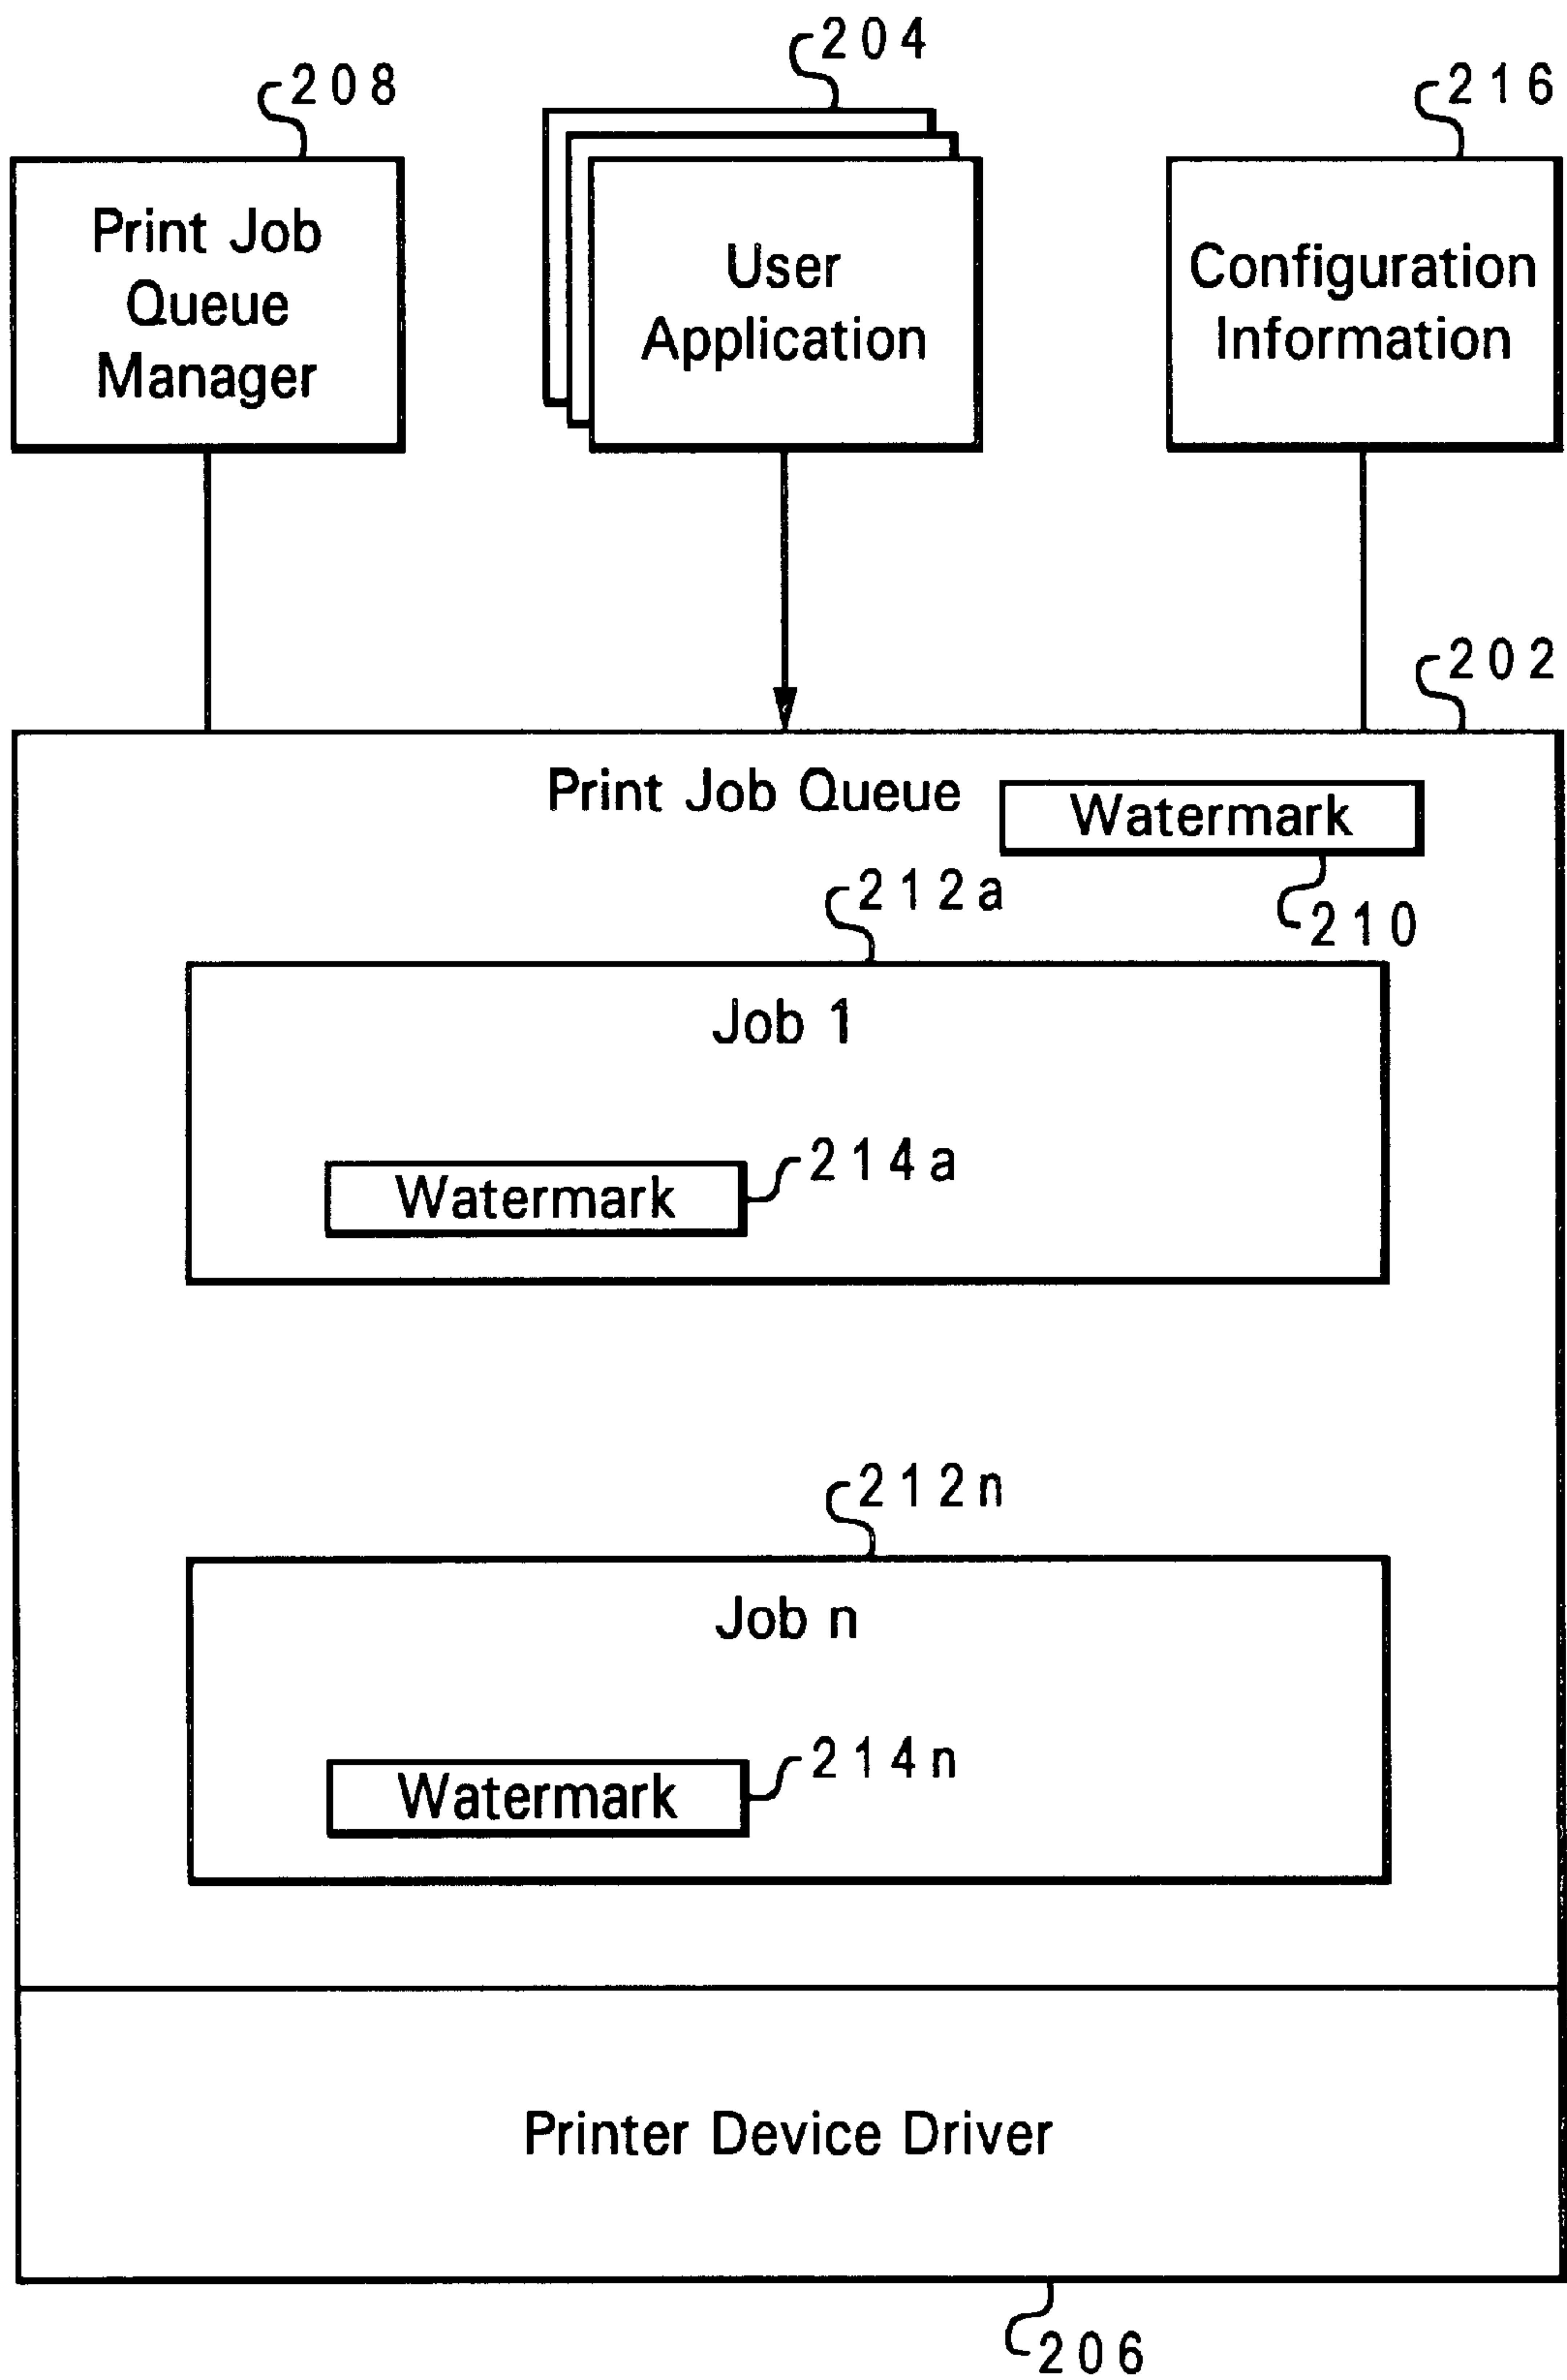 204
208
216
Print Job
Queue
Manager
User
Application
Configuration
Information
202
Print Job Queue
Watermark
212a
210
Job 1
214a
Watermark
212n
Job n
214n
Watermark
Printer Device Driver
206